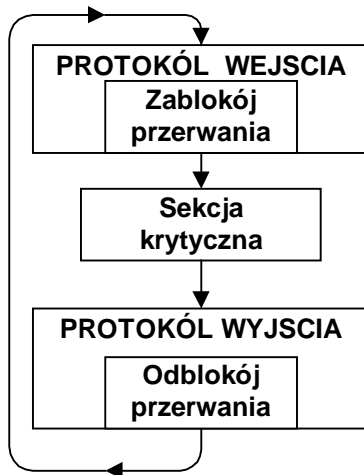 PROTOKÓL WEJSCIA
Zablokój
przerwania
Sekcja
krytyczna
PROTOKÓL WYJSCIA
Odblokój
przerwania